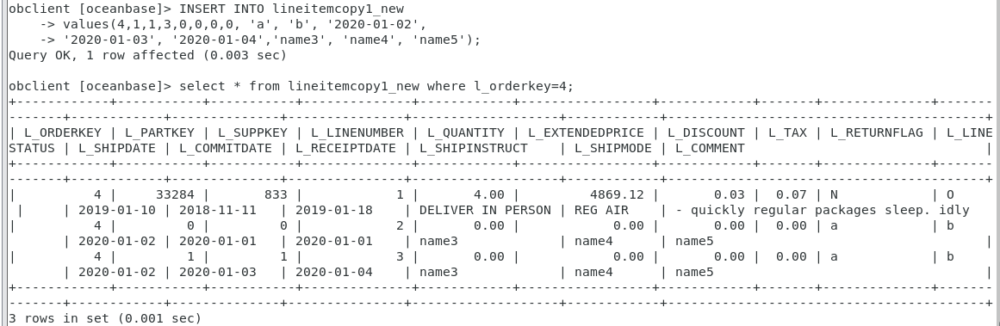 obclient [oceanbase]> INSERT INTO lineitemcopy1_new
    -> values(4,1,1,3,0,0,0,0, 'a', 'b', '2020-01-02',
    -> '2020-01-03', '2020-01-04','name3', 'name4', 'name5');
Query OK, 1 row affected (0.003 sec)

obclient [oceanbase]> select * from lineitemcopy1_new where l_orderkey=4;
+------------+-----------+-----------+--------------+------------+-----------------+------------+-------+--------------+-------
-------+------------+--------------+---------------+-------------------+------------+-----------------------------------------+
| L_ORDERKEY | L_PARTKEY | L_SUPPKEY | L_LINENUMBER | L_QUANTITY | L_EXTENDEDPRICE | L_DISCOUNT | L_TAX | L_RETURNFLAG | L_LINE
STATUS | L_SHIPDATE | L_COMMITDATE | L_RECEIPTDATE | L_SHIPINSTRUCT    | L_SHIPMODE | L_COMMENT                               |
+------------+-----------+-----------+--------------+------------+-----------------+------------+-------+--------------+-------
-------+------------+--------------+---------------+-------------------+------------+-----------------------------------------+
|          4 |     33284 |       833 |            1 |       4.00 |         4869.12 |       0.03 |  0.07 | N            | O
 |     | 2019-01-10 | 2018-11-11   | 2019-01-18    | DELIVER IN PERSON | REG AIR    | - quickly regular packages sleep. idly
|          4 |         0 |         0 |            2 |       0.00 |            0.00 |       0.00 |  0.00 | a            | b
       | 2020-01-02 | 2020-01-01   | 2020-01-01    | name3             | name4      | name5                                   |
|          4 |         1 |         1 |            3 |       0.00 |            0.00 |       0.00 |  0.00 | a            | b
       | 2020-01-02 | 2020-01-03   | 2020-01-04    | name3             | name4      | name5                                   |
+------------+-----------+-----------+--------------+------------+-----------------+------------+-------+--------------+-------
-------+------------+--------------+---------------+-------------------+------------+-----------------------------------------+
3 rows in set (0.001 sec)